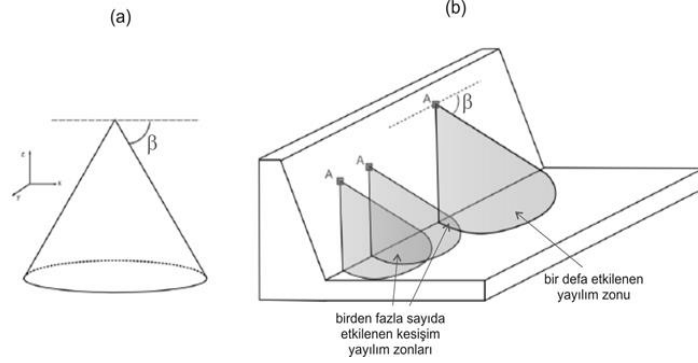 (a)
β
z
x
y
(b)
A
β
A
A
bir defa etkilenen
yayılım zonu
birden fazla sayıda
etkilenen kesişim
yayılım zonları